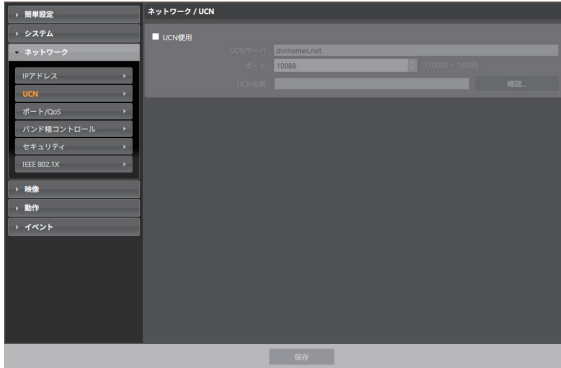 簡単設定
システム
ネットワーク
IPアドレス
UCN
ポート/QoS
バンド幅コントロール
セキュリティ
IEEE 802.1X
映像
動作
イベント
ネットワーク / UCN
UCN使用
UCNサーバ dvrnames.net
ポート 10088 (10000 ~ 12000)
UCN名前 確認...
保存